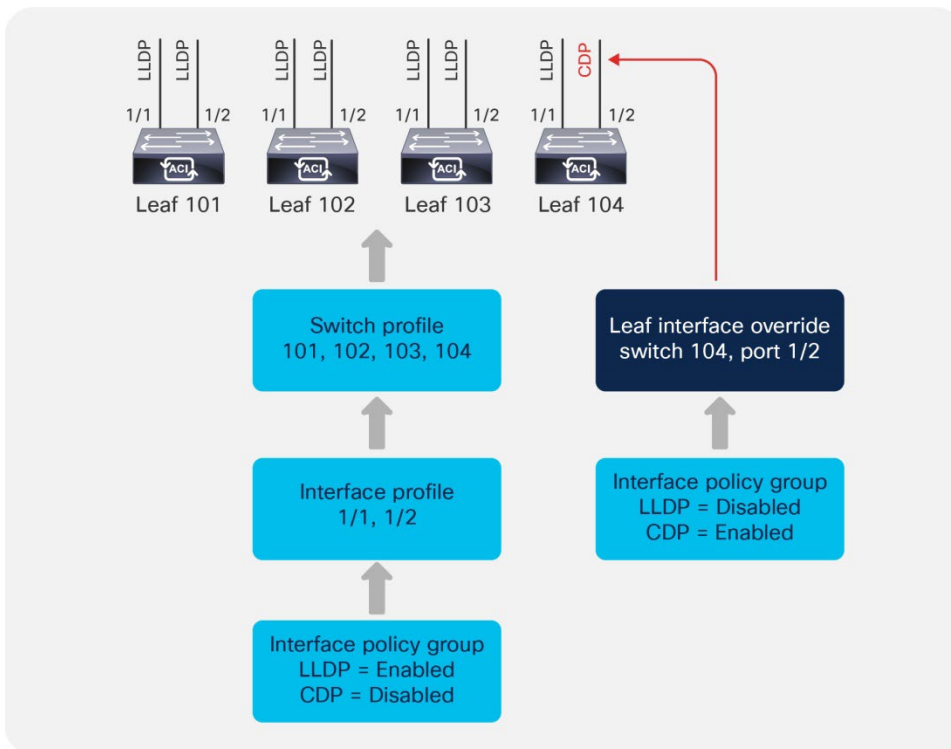 LLDP LLDP LLDP LLDP LLDP LLDP LLDP CDP
1/1 1/2 1/1 1/2 1/1 1/2 1/1 1/2
ACI ACI ACI ACI
Leaf 101 Leaf 102 Leaf 103 Leaf 104
Switch profile
101, 102, 103, 104
Leaf interface override
switch 104, port 1/2
Interface profile
1/1, 1/2
Interface policy group
LLDP = Disabled
CDP = Enabled
Interface policy group
LLDP = Enabled
CDP = Disabled